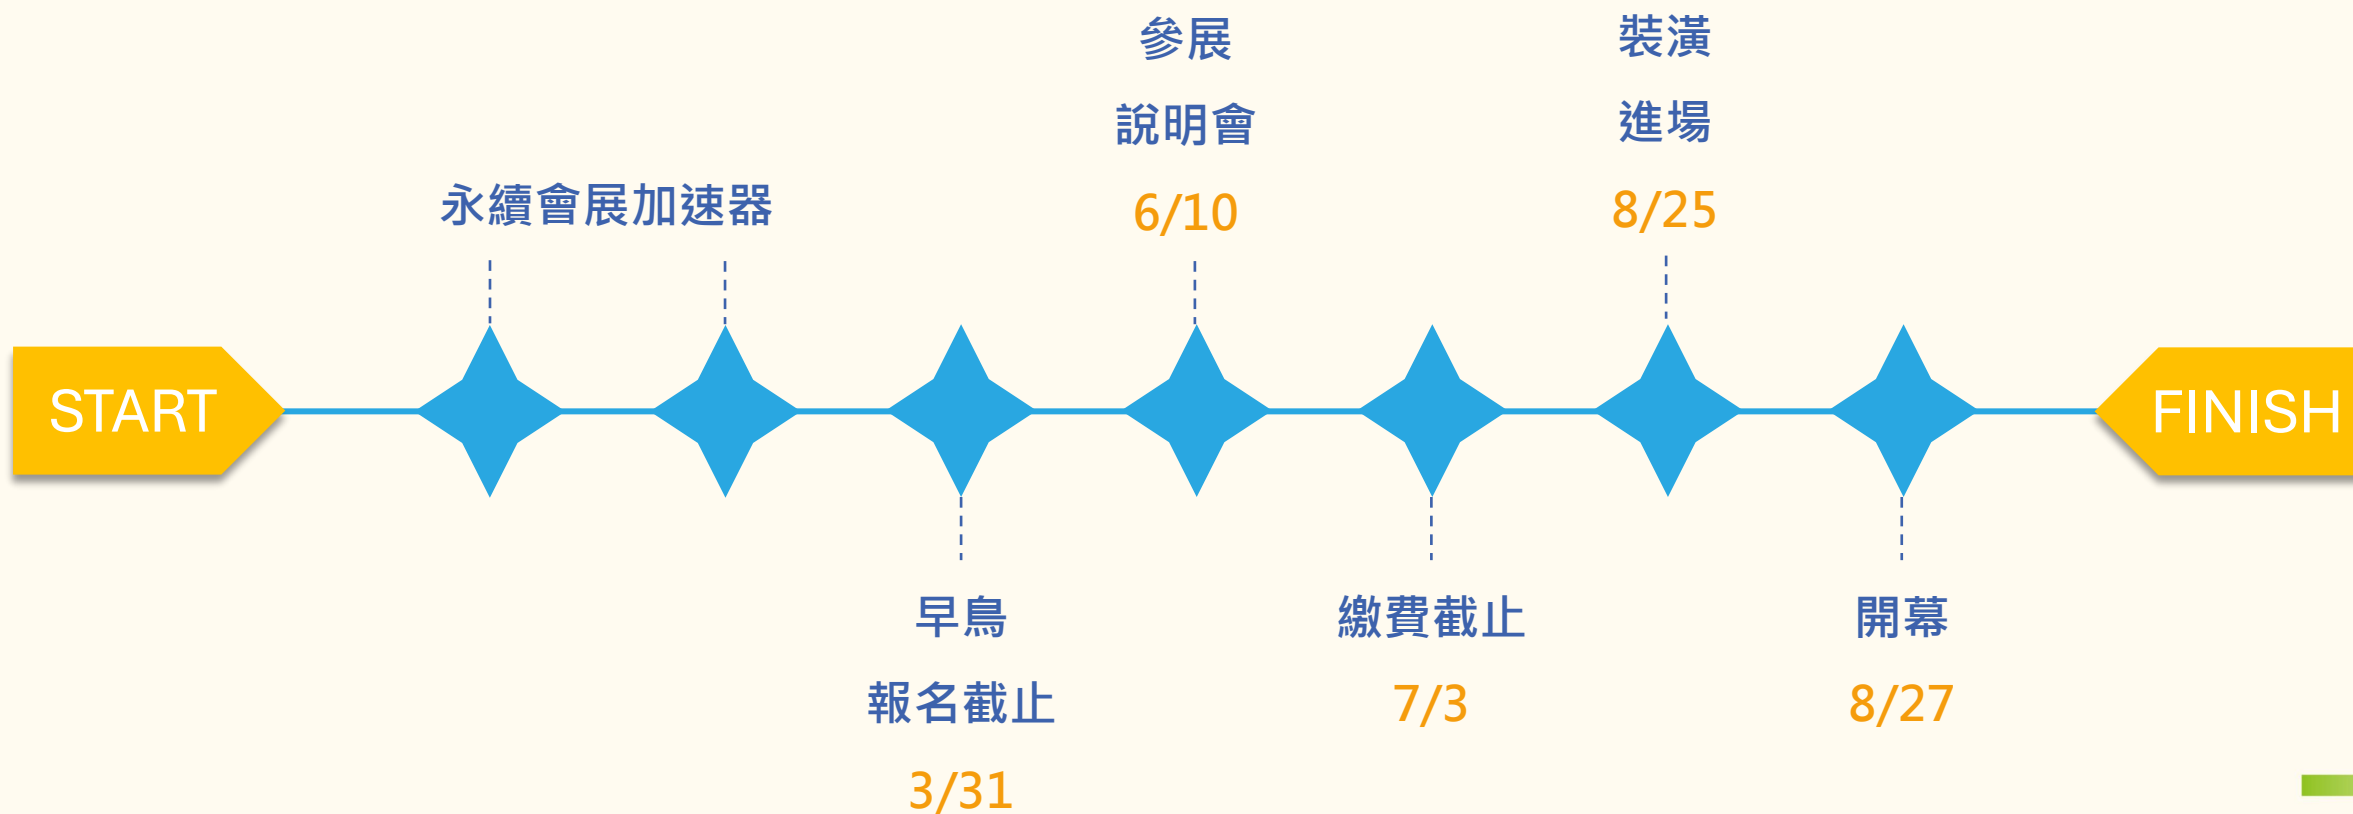 START
永續會展加速器
早鳥
報名截止
3/31
參展
說明會
6/10
繳費截止
7/3
裝潢
進場
8/25
開幕
8/27
FINISH